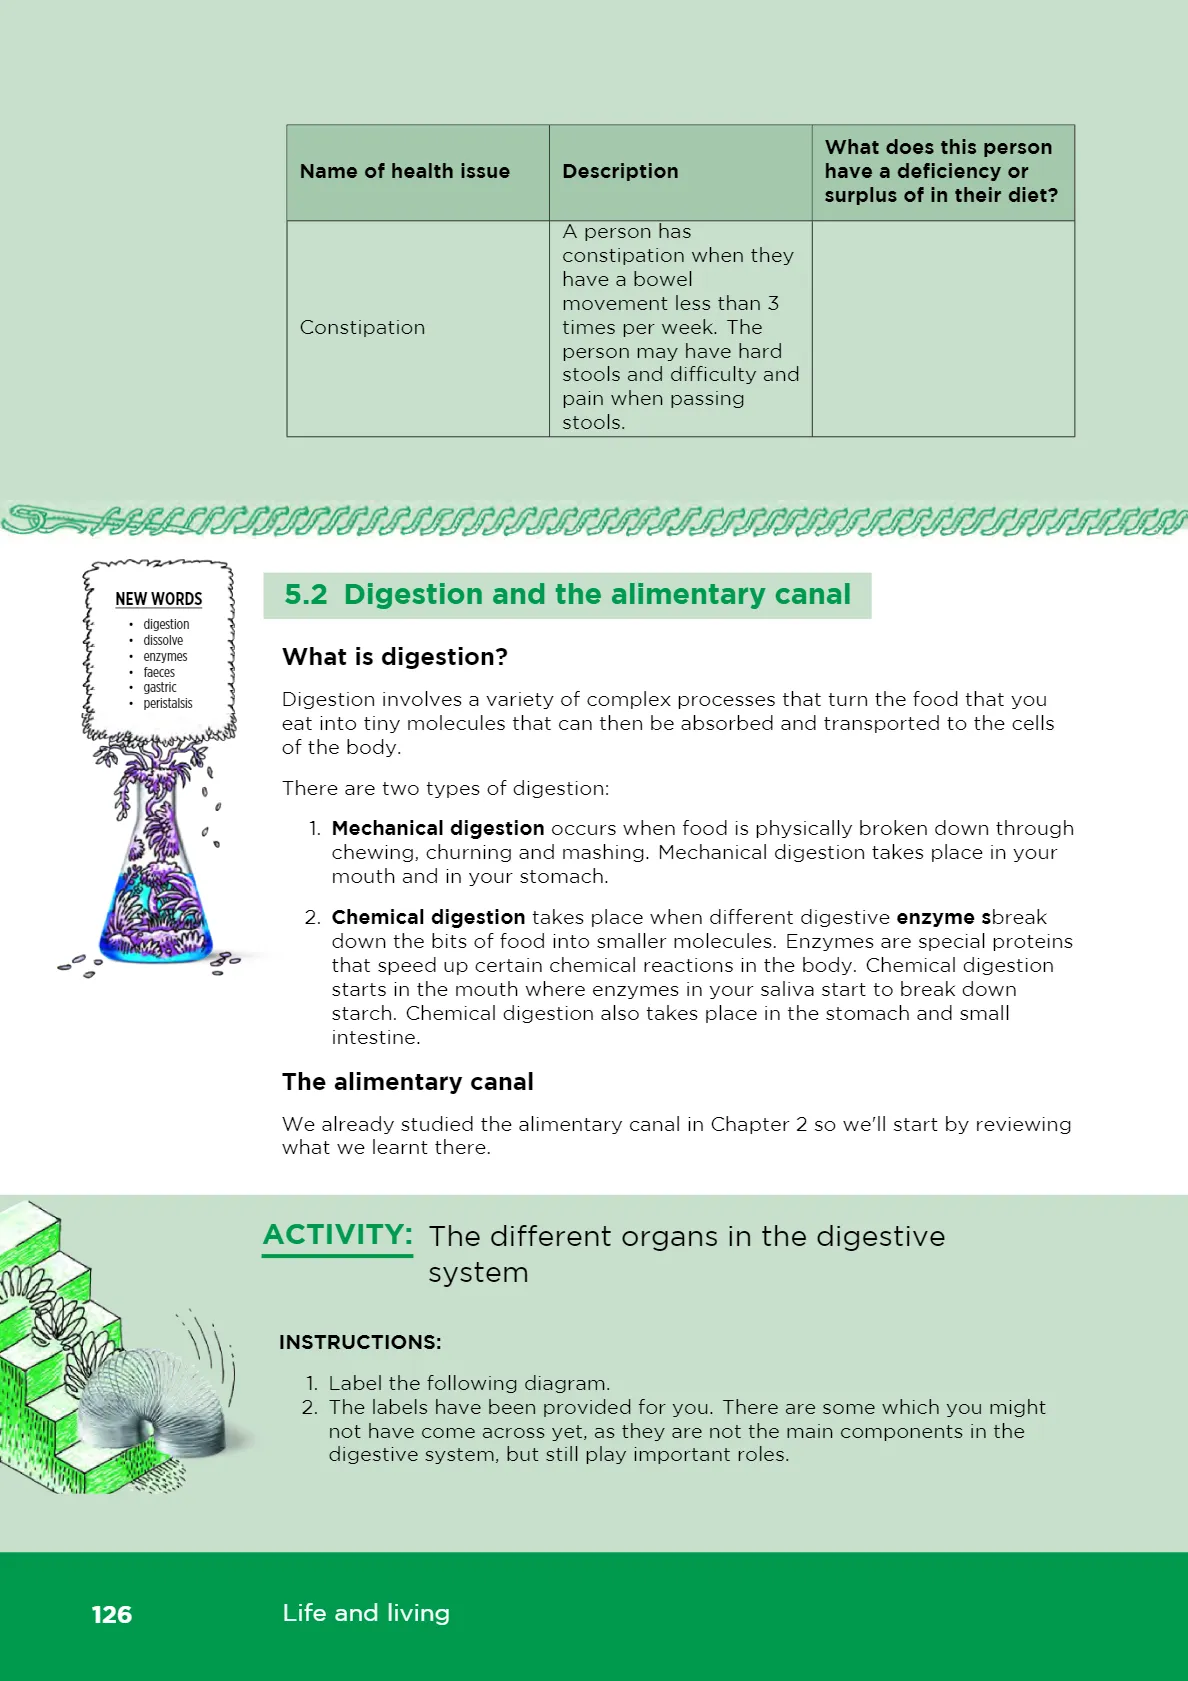 Name of health issue
Description
What does this person
have a deficiency or
surplus of in their diet?
Constipation
A person has
constipation when they
have a bowel
movement less than 3
times per week. The
person may have hard
stools and difficulty and
pain when passing
stools.
NEW WORDS
• digestion
• dissolve
• enzymes
• faeces
• gastric
• peristalsis
5.2 Digestion and the alimentary canal
What is digestion?
Digestion involves a variety of complex processes that turn the food that you
eat into tiny molecules that can then be absorbed and transported to the cells
of the body.
There are two types of digestion:
1. Mechanical digestion occurs when food is physically broken down through
chewing, churning and mashing. Mechanical digestion takes place in your
mouth and in your stomach.
2. Chemical digestion takes place when different digestive enzyme sbreak
down the bits of food into smaller molecules. Enzymes are special proteins
that speed up certain chemical reactions in the body. Chemical digestion
starts in the mouth where enzymes in your saliva start to break down
starch. Chemical digestion also takes place in the stomach and small
intestine.
The alimentary canal
We already studied the alimentary canal in Chapter 2 so we'll start by reviewing
what we learnt there.
ACTIVITY: The different organs in the digestive
system
INSTRUCTIONS:
1. Label the following diagram.
2. The labels have been provided for you. There are some which you might
not have come across yet, as they are not the main components in the
digestive system, but still play important roles.
126 Life and living